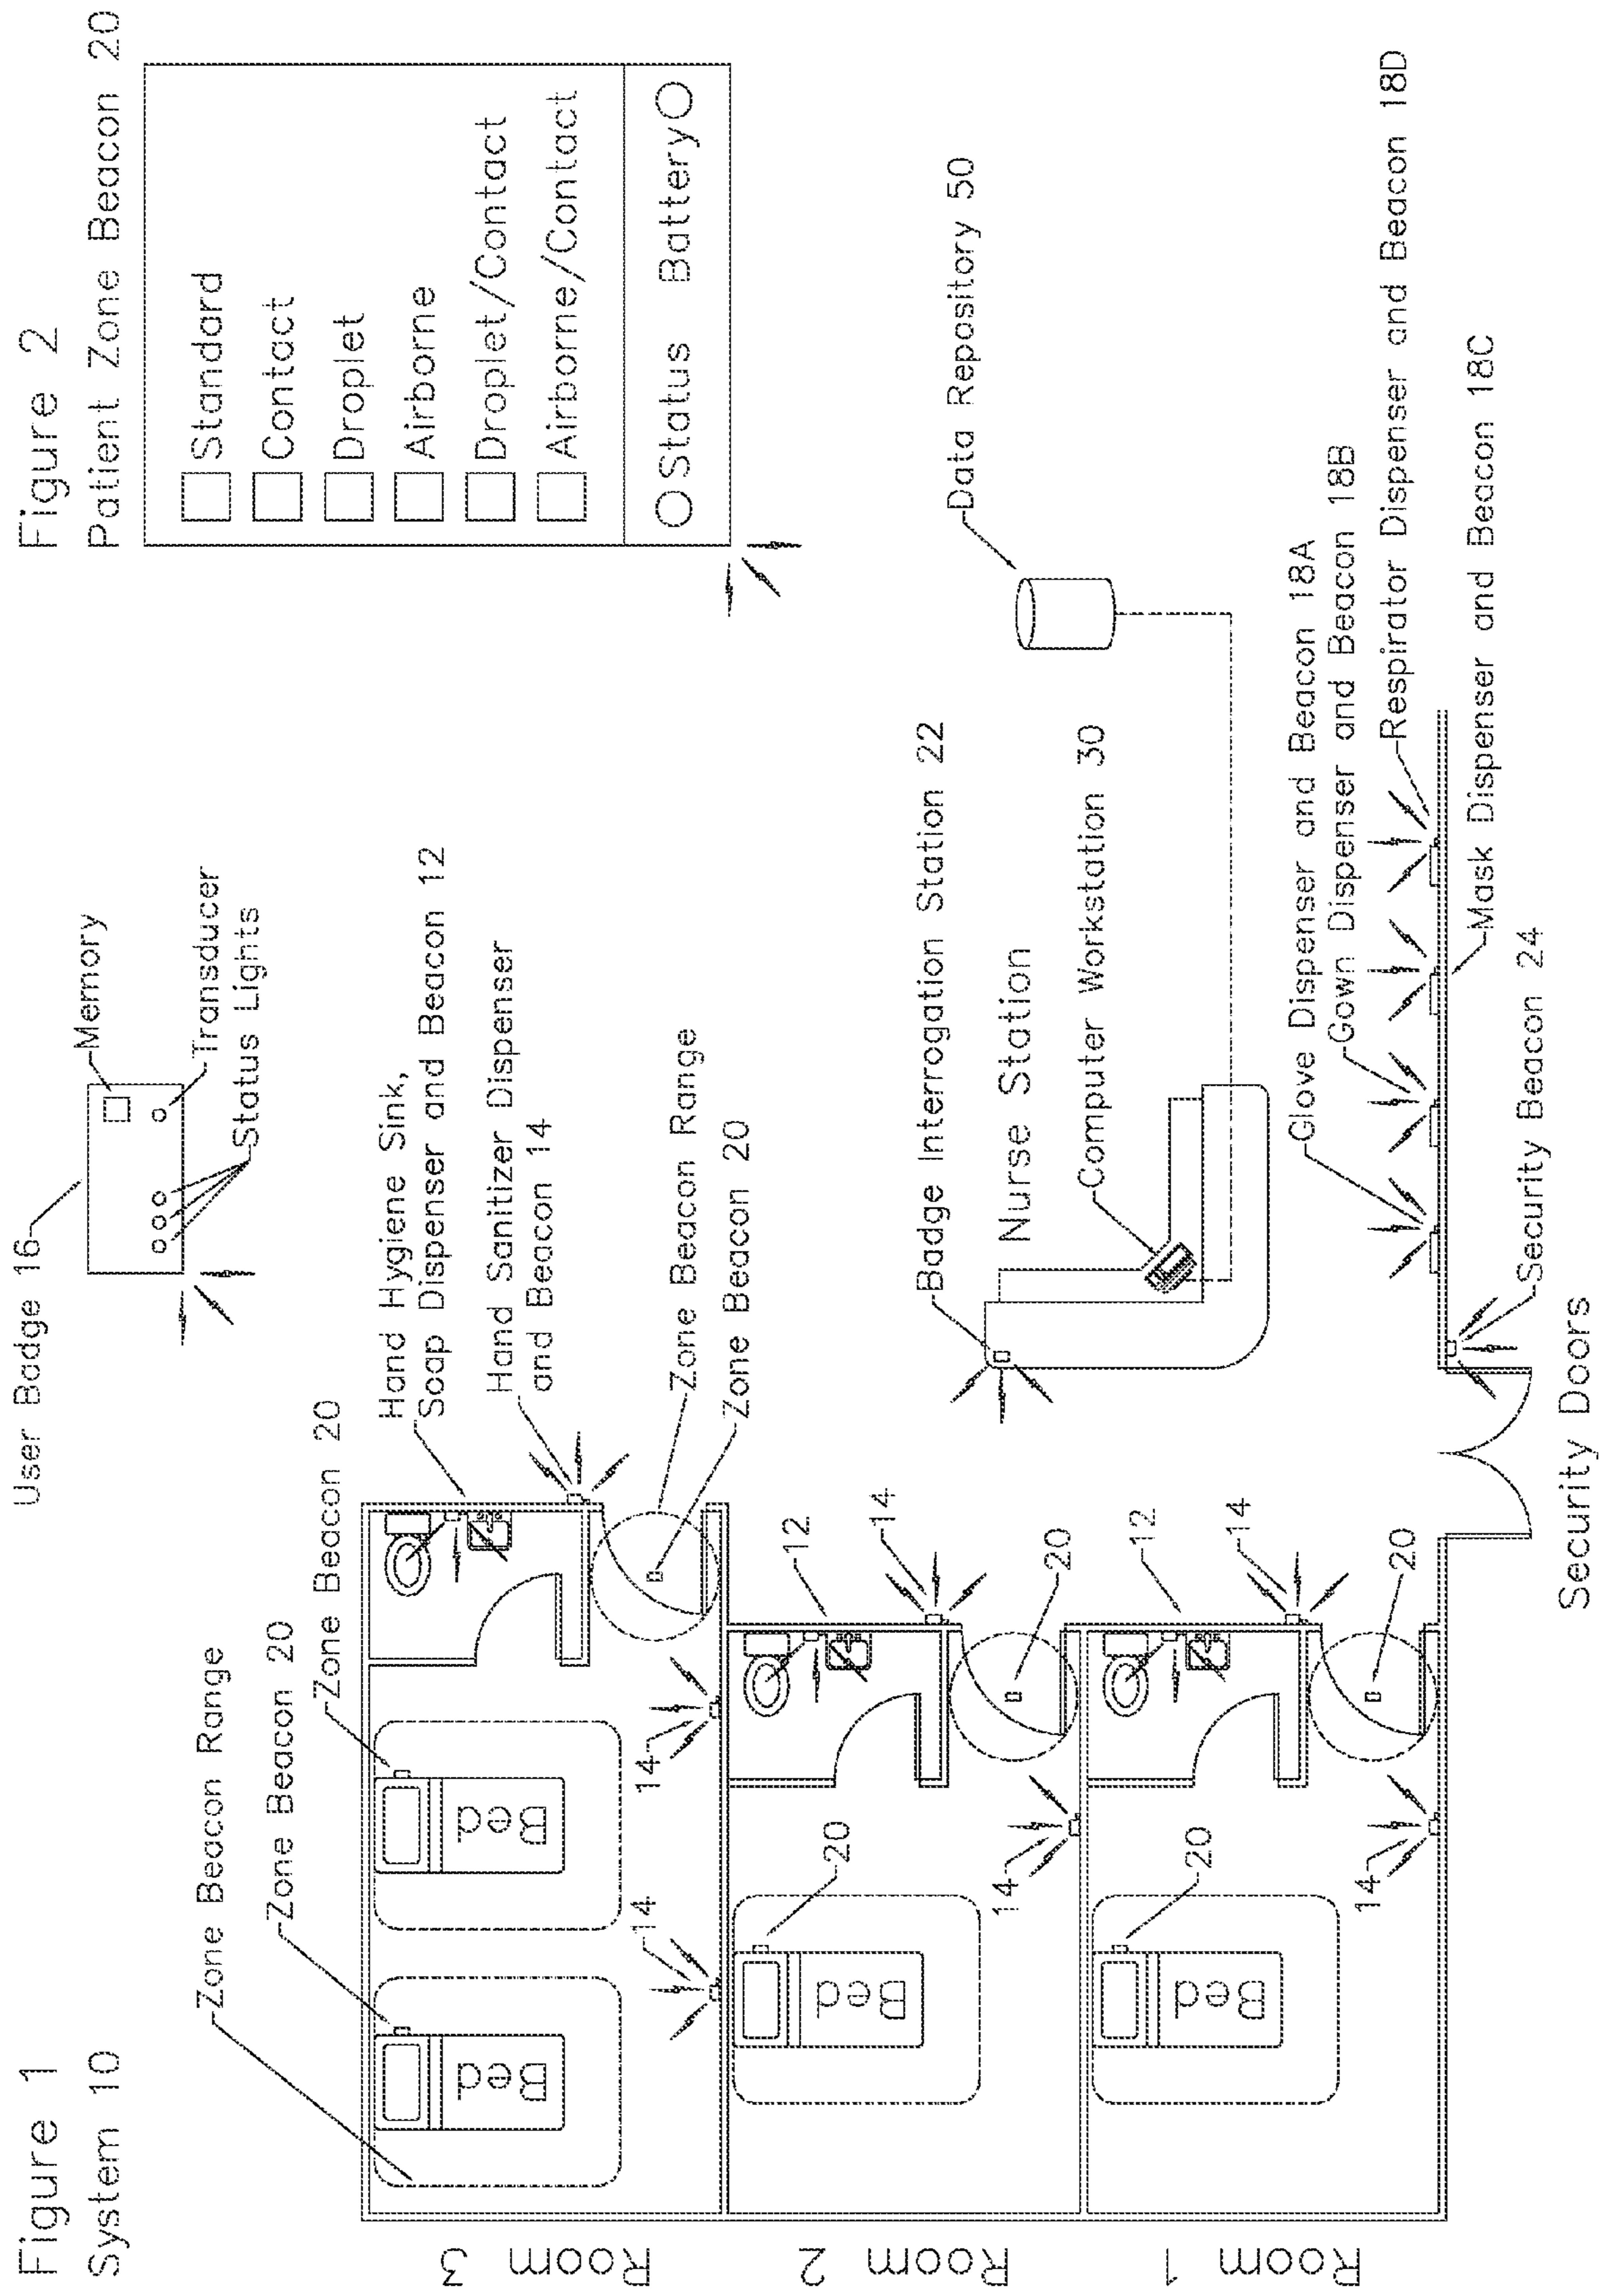 Figure 1
System 10
User Badge 16
Memory
Transducer
Status Lights
Figure 2
Patient Zone Beacon 20
Standard
Contact
Droplet
Airborne
Droplet/Contact
Airborne/Contact
Status Battery
Zone Beacon Range
Zone Beacon 20
Zone Beacon 20
Hand Hygiene Sink,
Soap Dispenser and Beacon 12
Hand Sanitizer Dispenser
and Beacon 14
Zone Beacon Range
Zone Beacon 20
Room 3
Bed
Bed
14
14
Room 2
Bed
20
14
12
14
20
Room 1
Bed
20
14
12
14
20
Badge Interrogation Station 22
Nurse Station
Computer Workstation 30
Data Repository 50
Glove Dispenser and Beacon 18A
Gown Dispenser and Beacon 18B
Respirator Dispenser and Beacon 18D
Mask Dispenser and Beacon 18C
Security Beacon 24
Security Doors